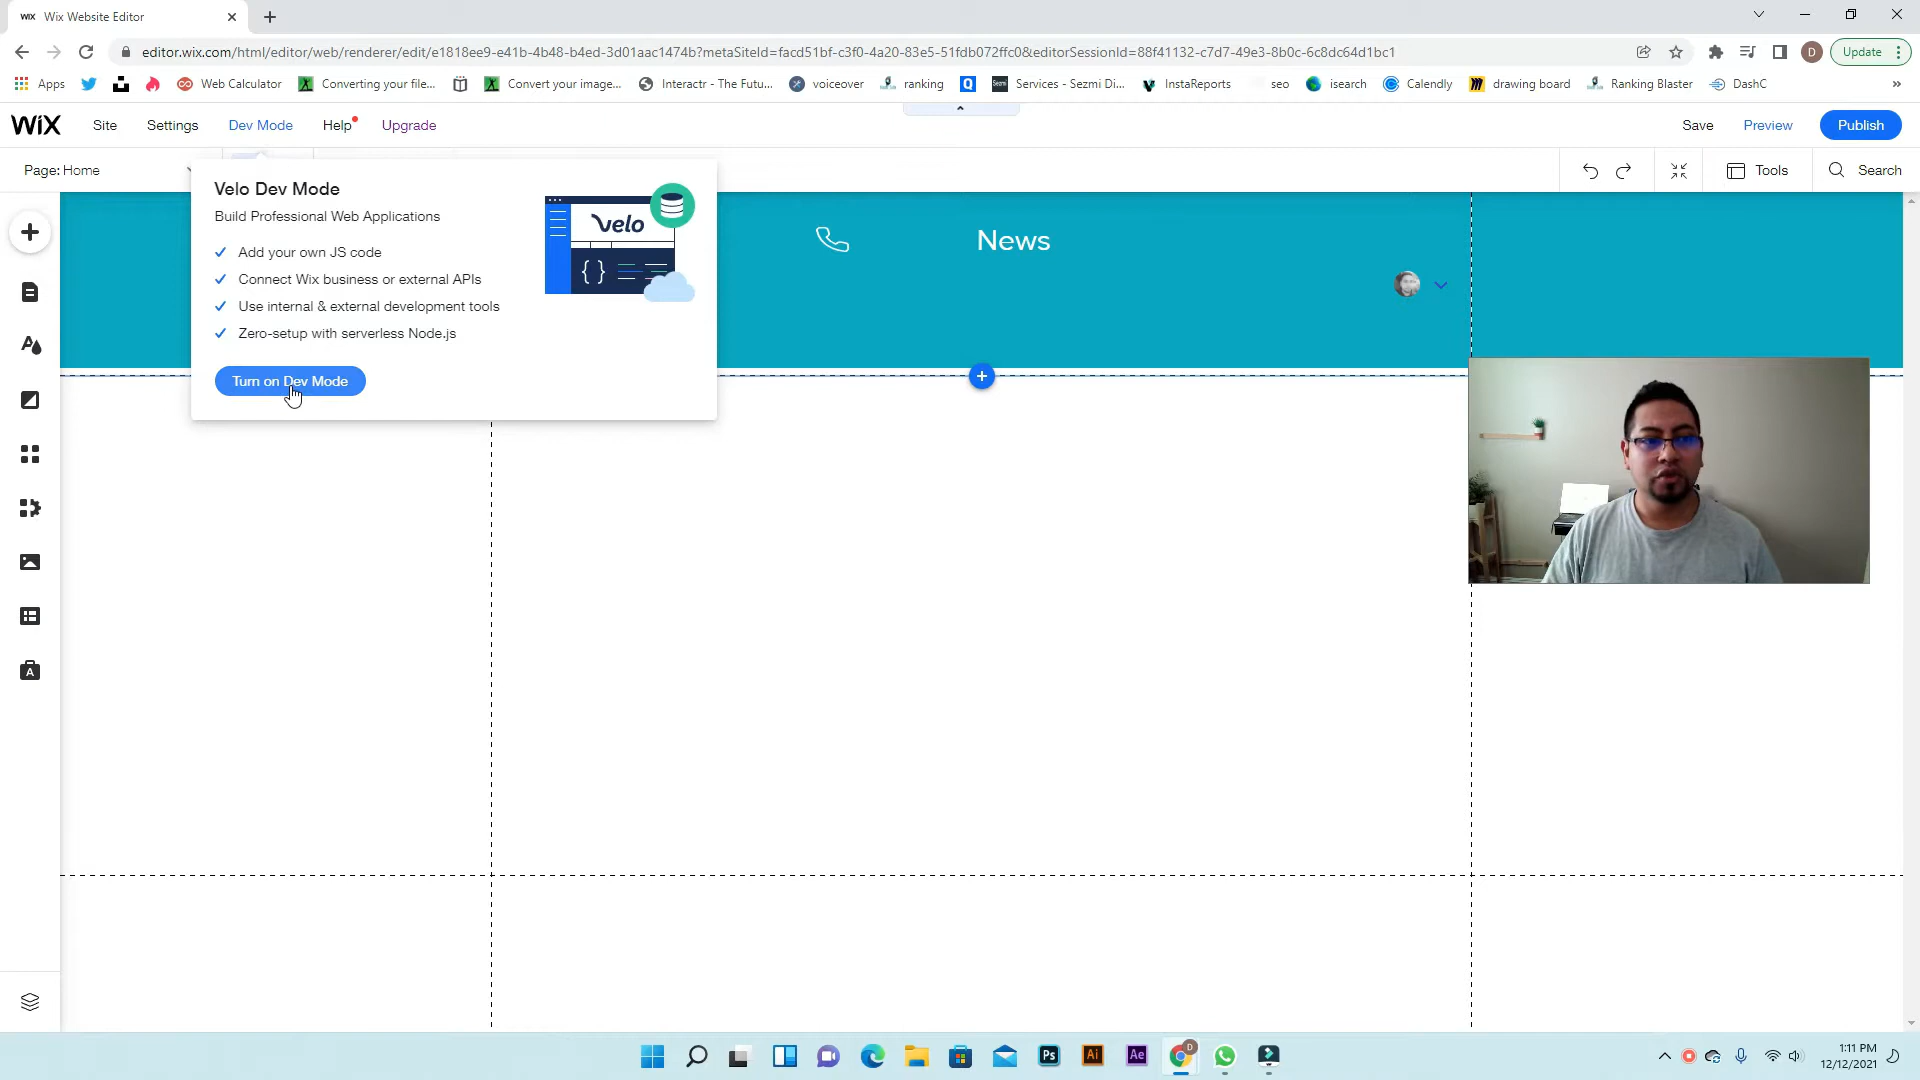 WIX Wix Website Editor
editor.wix.com/html/editor/web/renderer/edit/e1818ee9-e41b-4b48-b4ed-3d01aac1474b?metaSiteId=facd51bf-c3f0-4a20-83e5-51fdb072ffc0&editorSessionId=88f41132-c7d7-49e3-8b0c-6c8dc64d1bc1 D Update
Apps Web Calculator Converting your file... Convert your image... Interactr - The Futu... voiceover ranking Q Sezmi Services - Sezmi Di... InstaReports seo isearch Calendly drawing board Ranking Blaster DashC »
WIX Site Settings Dev Mode Help Upgrade Save Preview Publish
Page: Home Tools Search
Velo Dev Mode
Build Professional Web Applications
Add your own JS code
Connect Wix business or external APIs
Use internal & external development tools
Zero-setup with serverless Node.js
Turn on Dev Mode
Velo
{ }
News
A
Ps Ai Ae D
1:11 PM
12/12/2021